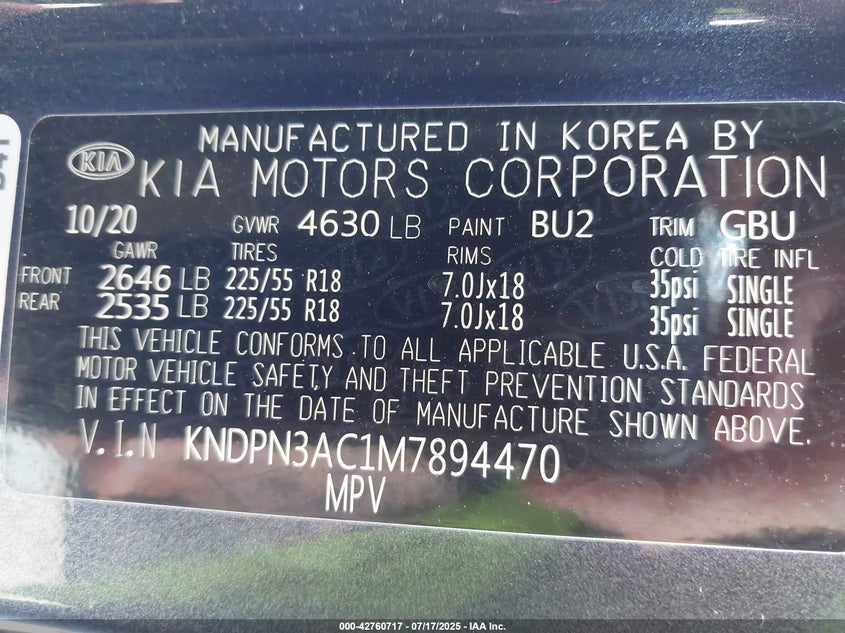 MANUFACTURED IN KOREA BY
KIA KIA MOTORS CORPORATION
10/20 GVWR 4630 LB PAINT BU2 TRIM GBU
GAWR TIRES RIMS COLD TIRE INFL
FRONT 2646 LB 225/55 R18 7.0Jx18 35psi SINGLE
REAR 2535 LB 225/55 R18 7.0Jx18 35psi SINGLE
THIS VEHICLE CONFORMS TO ALL APPLICABLE U.S.A. FEDERAL
MOTOR VEHICLE SAFETY AND THEFT PREVENTION STANDARDS
IN EFFECT ON THE DATE OF MANUFACTURE SHOWN ABOVE.
V.I.N KNDPN3AC1M7894470
MPV
000-42760717 - 07/17/2025 - IAA Inc.